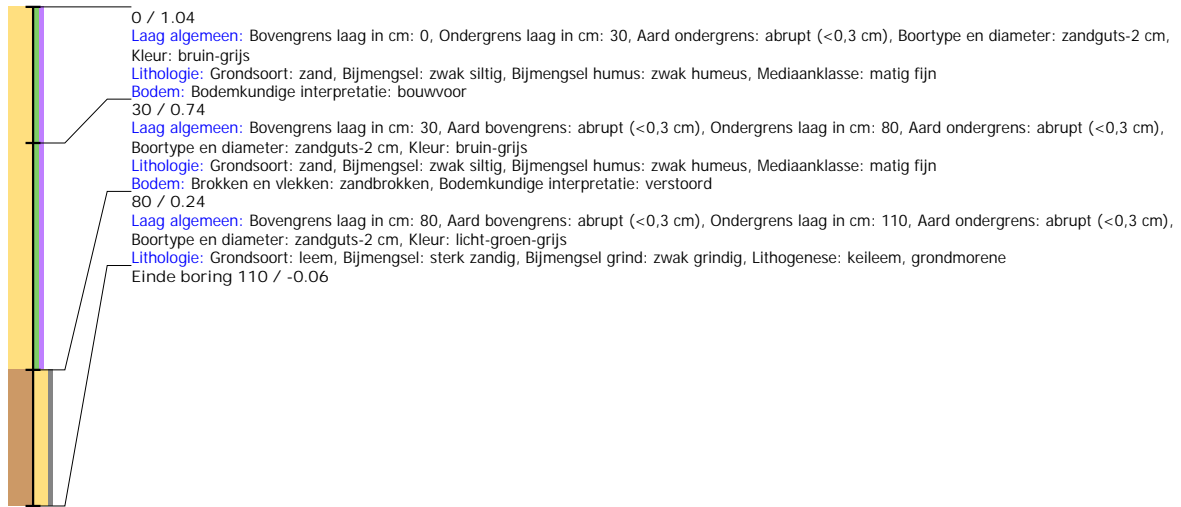 0 / 1.04
Laag algemeen: Bovengrens laag in cm: 0, Ondergrens laag in cm: 30, Aard ondergrens: abrupt (<0,3 cm), Boortype en diameter: zandguts-2 cm,
Kleur: bruin-grijs
Lithologie: Grondsoort: zand, Bijmengsel: zwak siltig, Bijmengsel humus: zwak humeus, Mediaanklasse: matig fijn
Bodem: Bodemkundige interpretatie: bouwvoor
30 / 0.74
Laag algemeen: Bovengrens laag in cm: 30, Aard bovengrens: abrupt (<0,3 cm), Ondergrens laag in cm: 80, Aard ondergrens: abrupt (<0,3 cm),
Boortype en diameter: zandguts-2 cm, Kleur: bruin-grijs
Lithologie: Grondsoort: zand, Bijmengsel: zwak siltig, Bijmengsel humus: zwak humeus, Mediaanklasse: matig fijn
Bodem: Brokken en vlekken: zandbrokken, Bodemkundige interpretatie: verstoord
80 / 0.24
Laag algemeen: Bovengrens laag in cm: 80, Aard bovengrens: abrupt (<0,3 cm), Ondergrens laag in cm: 110, Aard ondergrens: abrupt (<0,3 cm),
Boortype en diameter: zandguts-2 cm, Kleur: licht-groen-grijs
Lithologie: Grondsoort: leem, Bijmengsel: sterk zandig, Bijmengsel grind: zwak grindig, Lithogenese: keileem, grondmorene
Einde boring 110 / -0.06